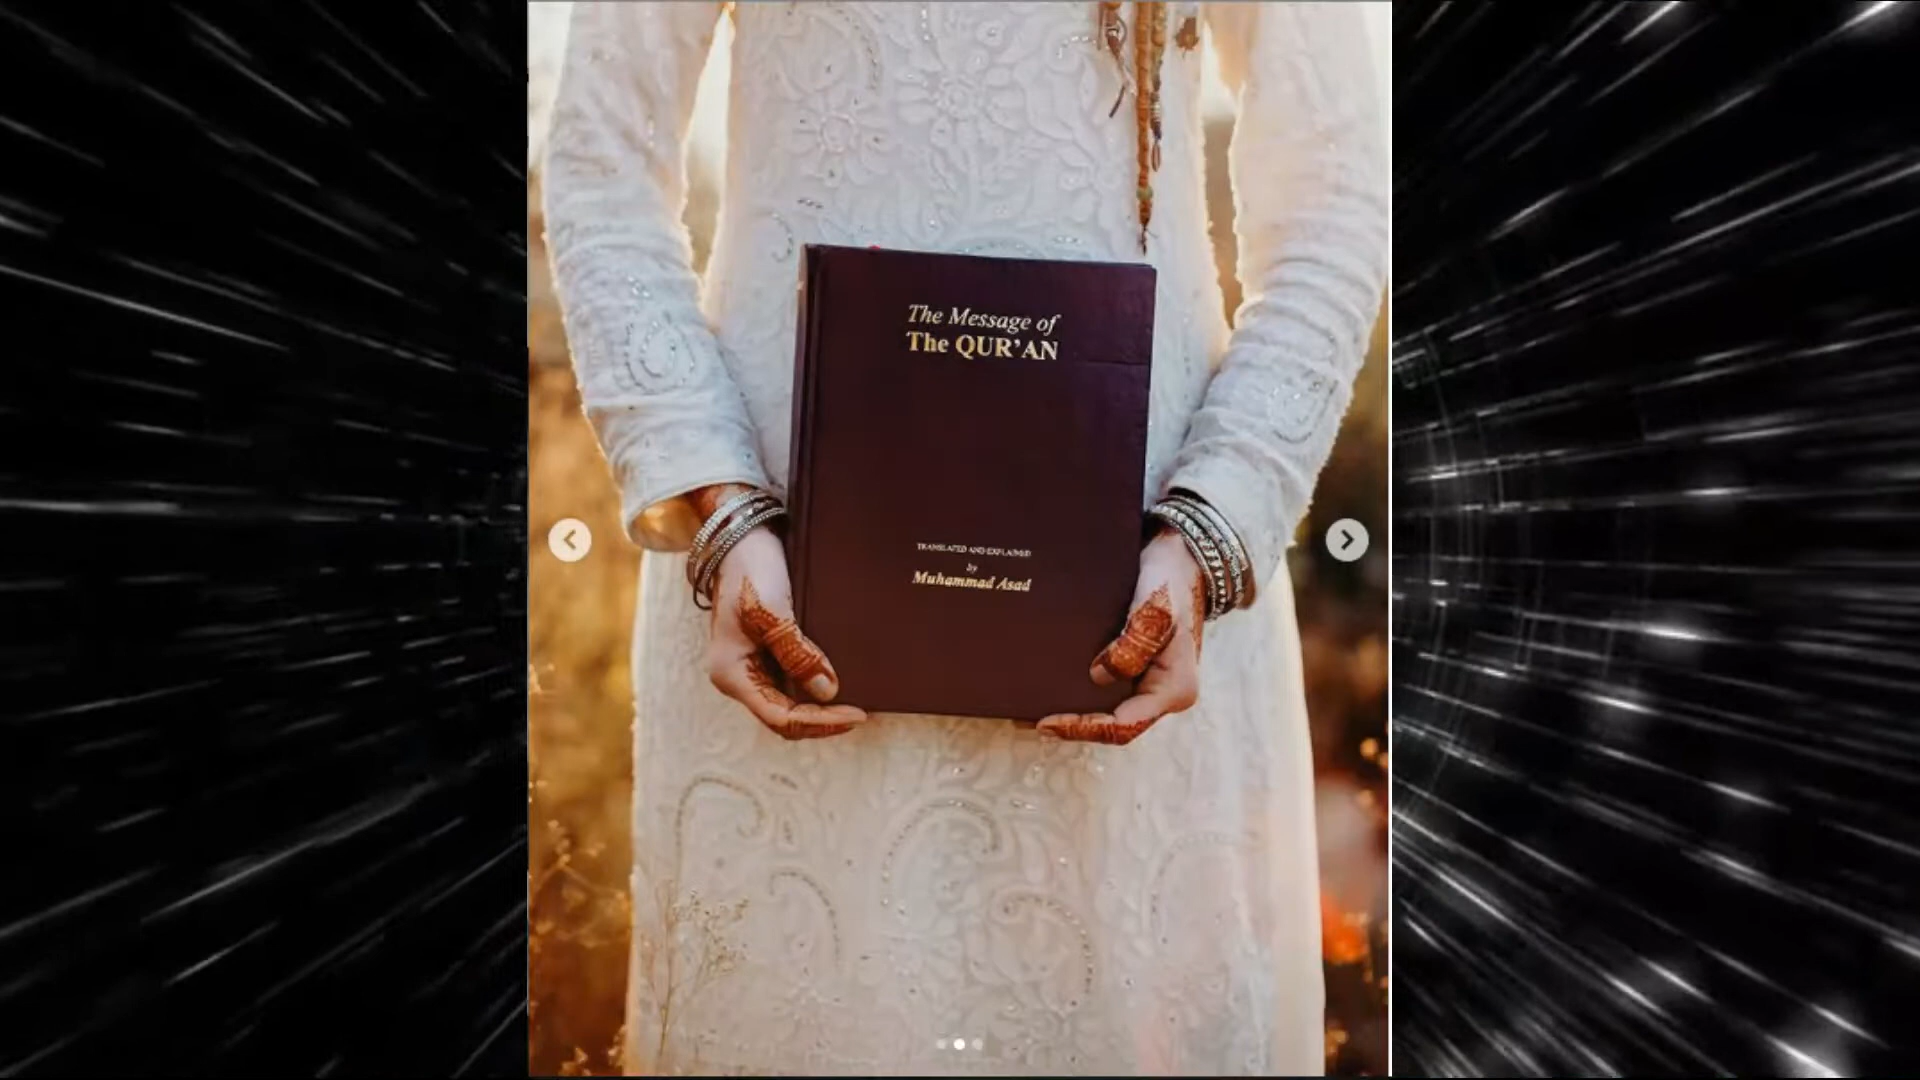 The Message of
The QUR'AN
TRANSLATED AND EXPLAINED
by
Muhammad Asad